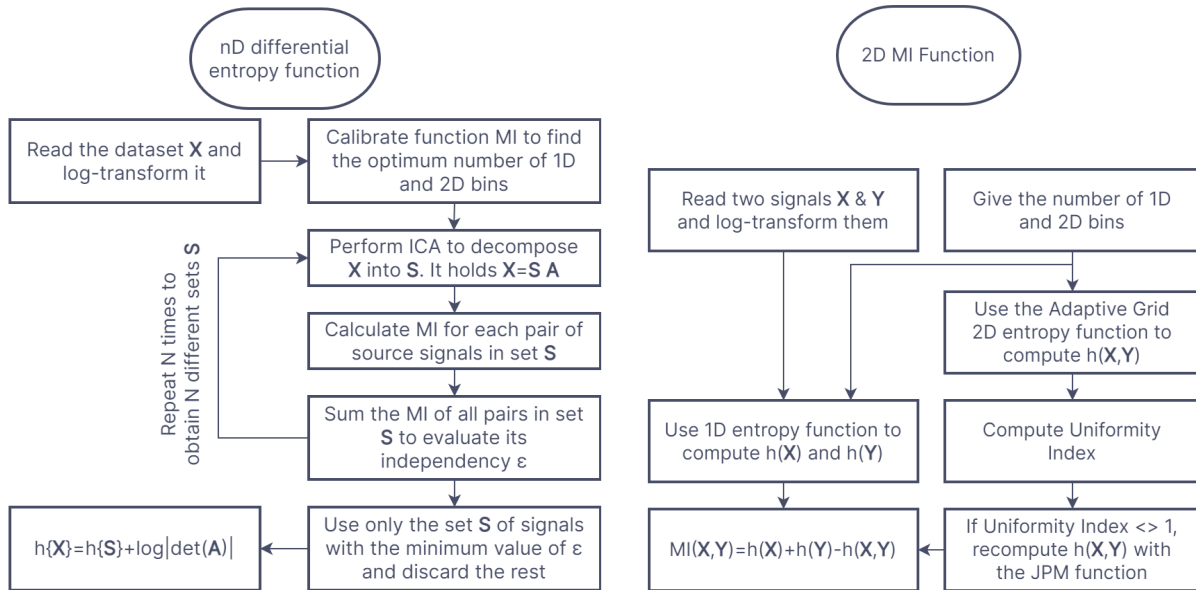 nD differential
entropy function
Read the dataset X and
log-transform it
Calibrate function MI to find
the optimum number of 1D
and 2D bins
Perform ICA to decompose
X into S. It holds X=S A
Calculate MI for each pair of
source signals in set S
Sum the MI of all pairs in set
S to evaluate its
independency ε
Repeat N times to
obtain N different sets S
Use only the set S of signals
with the minimum value of ε
and discard the rest
h{X}=h{S}+log|det(A)|
2D MI Function
Read two signals X & Y
and log-transform them
Give the number of 1D
and 2D bins
Use the Adaptive Grid
2D entropy function to
compute h(X,Y)
Use 1D entropy function to
compute h(X) and h(Y)
Compute Uniformity
Index
If Uniformity Index <> 1,
recompute h(X,Y) with
the JPM function
MI(X,Y)=h(X)+h(Y)-h(X,Y)